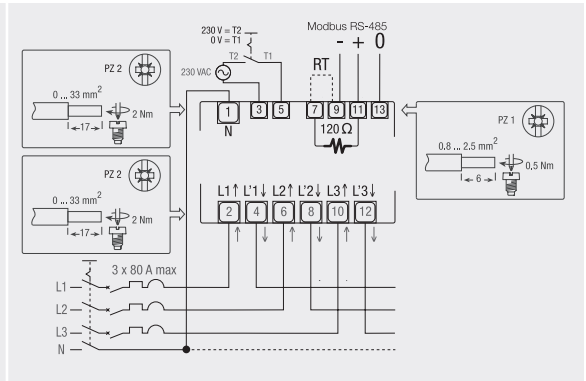 230 V = T2
0 V = T1
T2 T1
230 VAC
Modbus RS-485
- + 0
RT
PZ 2
0 ... 33 mm²
17
2 Nm
1 3 5 7 9 11 13
N
120 Ω
PZ 1
0.8 ... 2.5 mm²
6
0,5 Nm
PZ 2
0 ... 33 mm²
17
2 Nm
L1↑ L'1↓ L2↑ L'2↓ L3↑ L'3↓
2 4 6 8 10 12
3 x 80 A max
L1
L2
L3
N